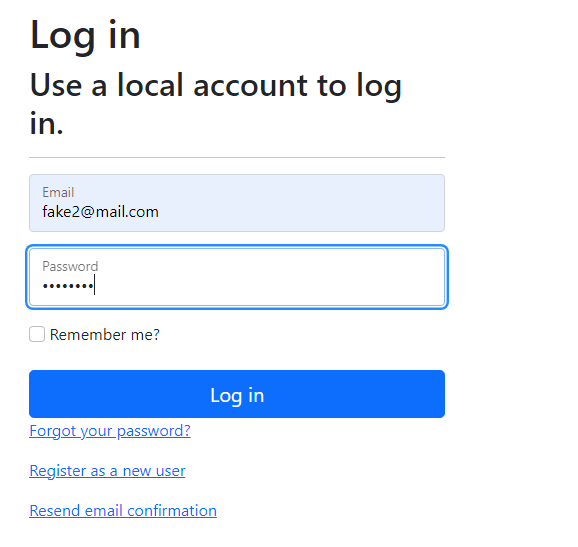 Log in
Use a local account to log
in.
Email
fake2@mail.com
Password
••••••••
Remember me?
Log in
Forgot your password?
Register as a new user
Resend email confirmation